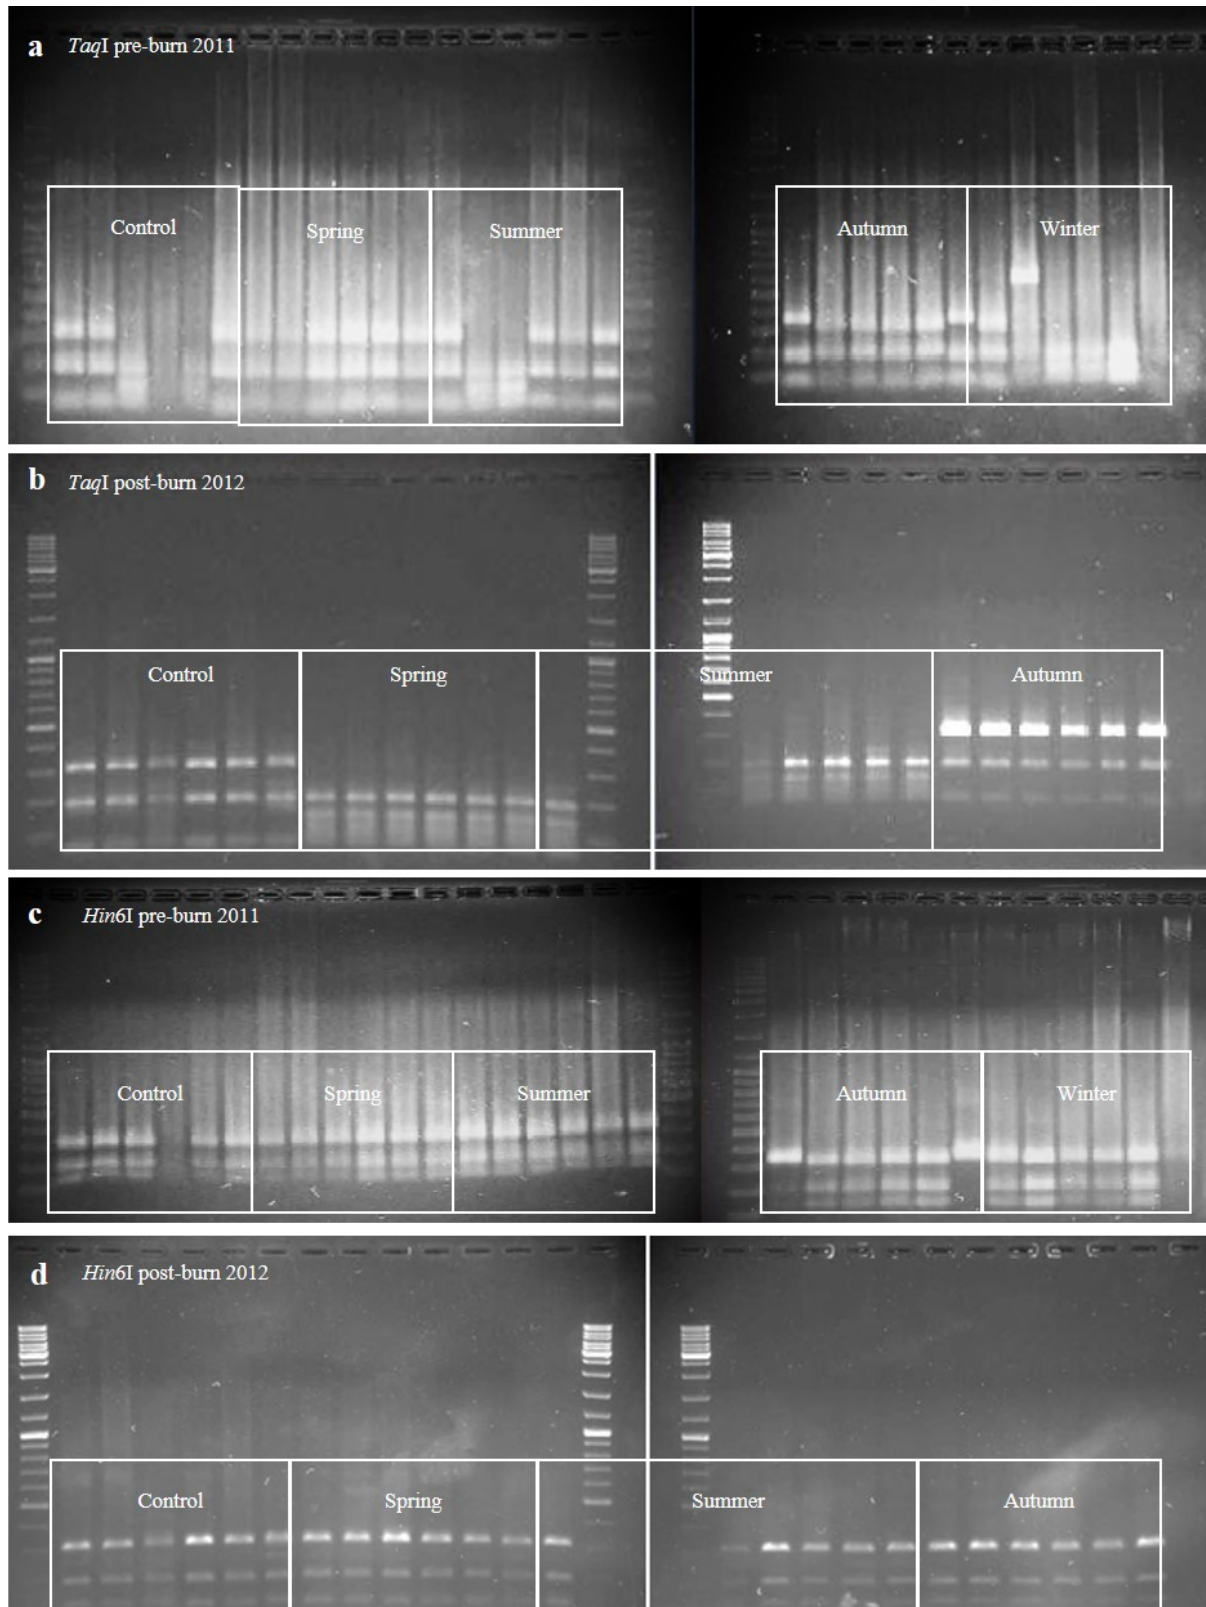 a TaqI pre-burn 2011
Control Spring Summer Autumn Winter
b TaqI post-burn 2012
Control Spring Summer Autumn
c Hin6I pre-burn 2011
Control Spring Summer Autumn Winter
d Hin6I post-burn 2012
Control Spring Summer Autumn